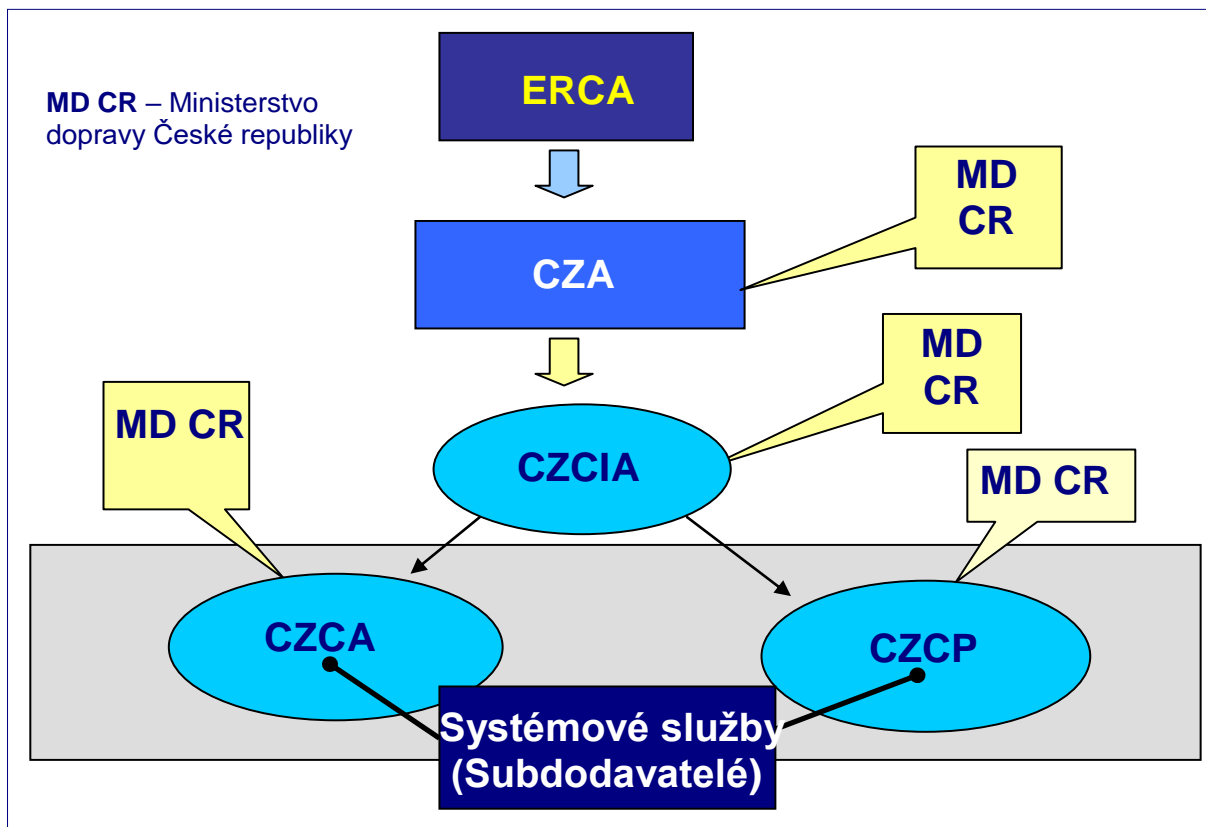 ERCA
MD CR – Ministerstvo
dopravy České republiky
MD
CR
CZA
MD
CR
MD CR
CZCIA
MD CR
CZCA
CZCP
Systémové služby
(Subdodavatelé)